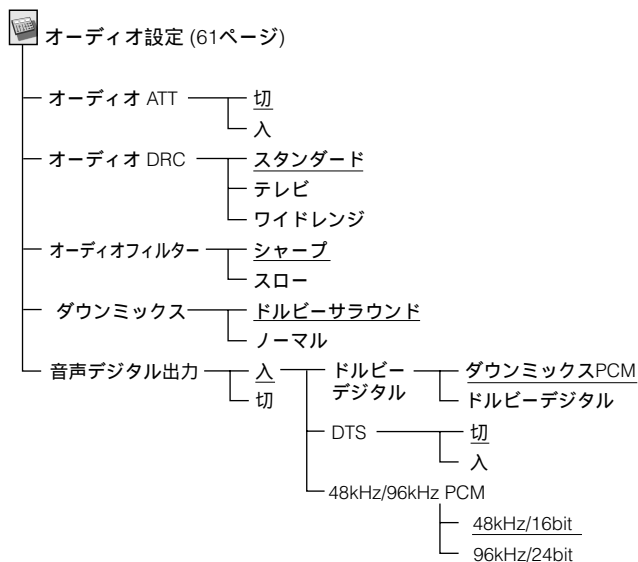 オーディオ設定 (61ページ)
オーディオ ATT
切
入
オーディオ DRC
スタンダード
テレビ
ワイドレンジ
オーディオフィルター
シャープ
スロー
ダウンミックス
ドルビーサラウンド
ノーマル
音声デジタル出力
入
切
ドルビー
デジタル
ダウンミックスPCM
ドルビーデジタル
DTS
切
入
48kHz/96kHz PCM
48kHz/16bit
96kHz/24bit